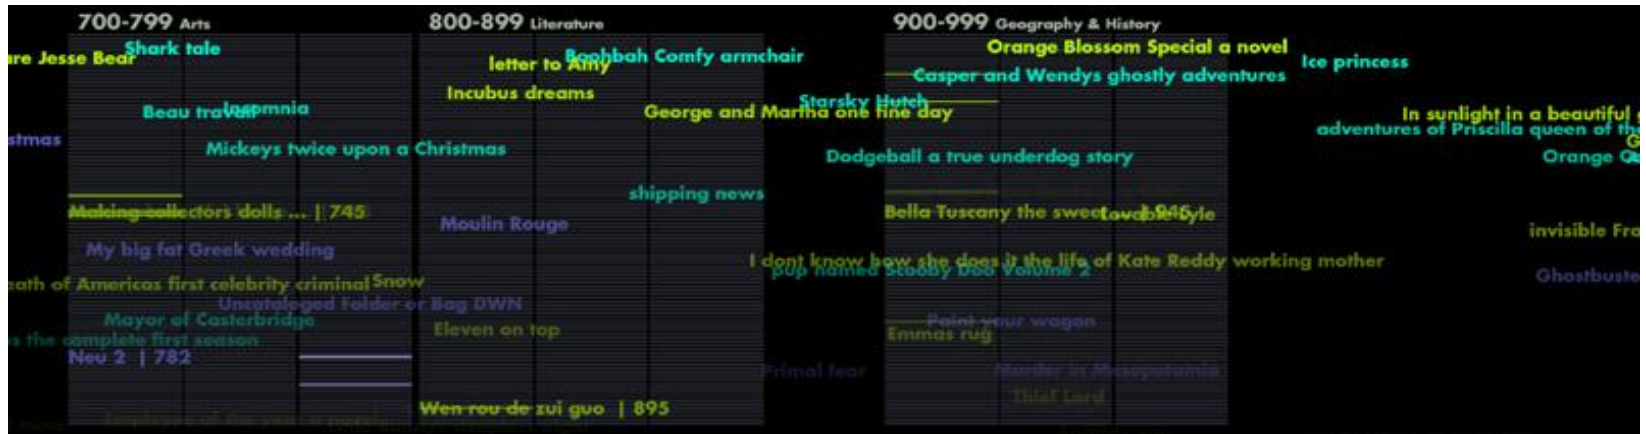 700-799 Arts
800-899 Literature
900-999 Geography & History
Shark tale
Orange Blossom Special a novel
are Jesse Bear
letter to Amy
Boohbah Comfy armchair
Ice princess
Casper and Wendys ghostly adventures
Incubus dreams
Starsky Hutch
Beau travail
Insomnia
George and Martha one fine day
In sunlight in a beautiful
adventures of Priscilla queen of the
stmas
Mickeys twice upon a Christmas
Dodgeball a true underdog story
Orange
shipping news
Making collectors dolls ... | 745
Bella Tuscany the sweet ... | 945
Lovable Lyle
Moulin Rouge
invisible Fra
My big fat Greek wedding
I dont know how she does it the life of Kate Reddy working mother
pup named Scooby Doo Volume 2
Ghostbuste
eath of Americas first celebrity criminal
Snow
Uncataloged Folder or Bag DWN
Mayor of Casterbridge
Paint your wagon
Eleven on top
Emmas rug
s the complete first season
Neu 2 | 782
Primal fear
Murder in Mesopotamia
Thief Lord
Wen rou de zui guo | 895